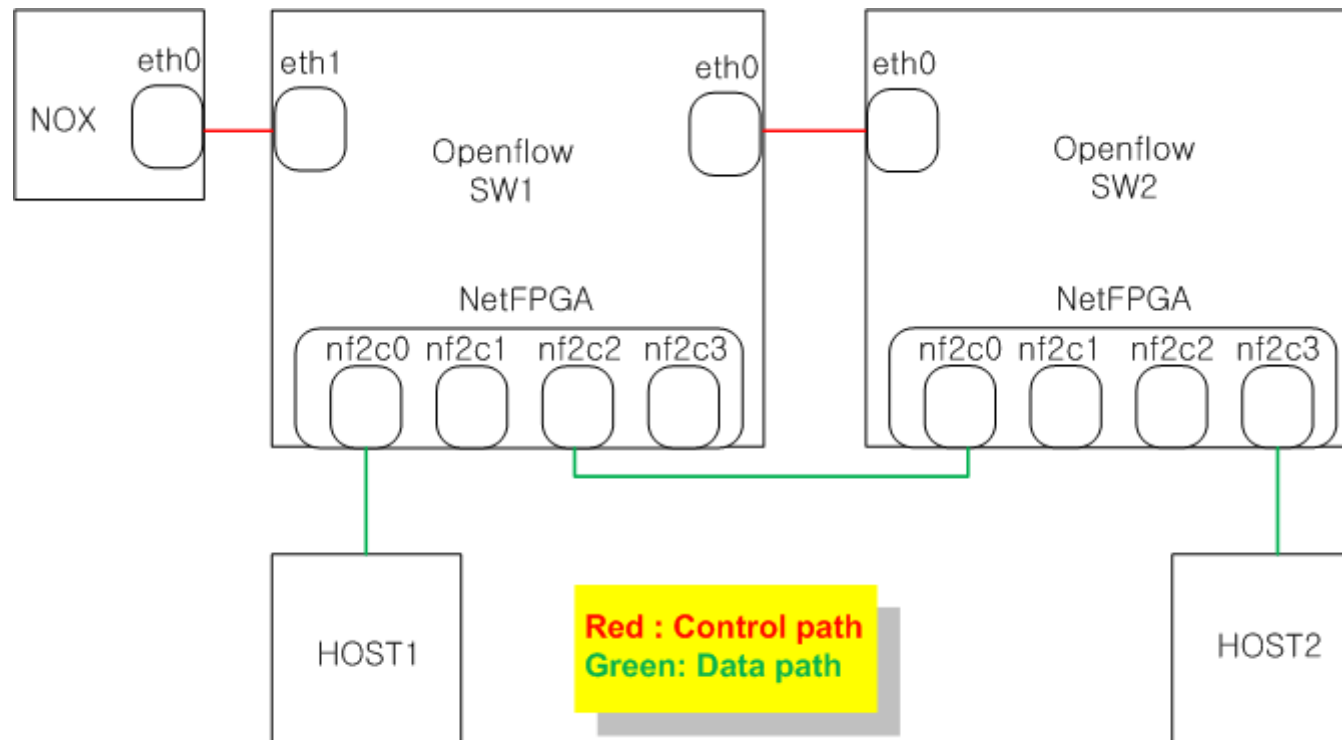 eth0
eth1
eth0
eth0
NOX
Openflow
SW1
Openflow
SW2
NetFPGA
NetFPGA
nf2c0 nf2c1 nf2c2 nf2c3
nf2c0 nf2c1 nf2c2 nf2c3
HOST1
Red : Control path
Green: Data path
HOST2